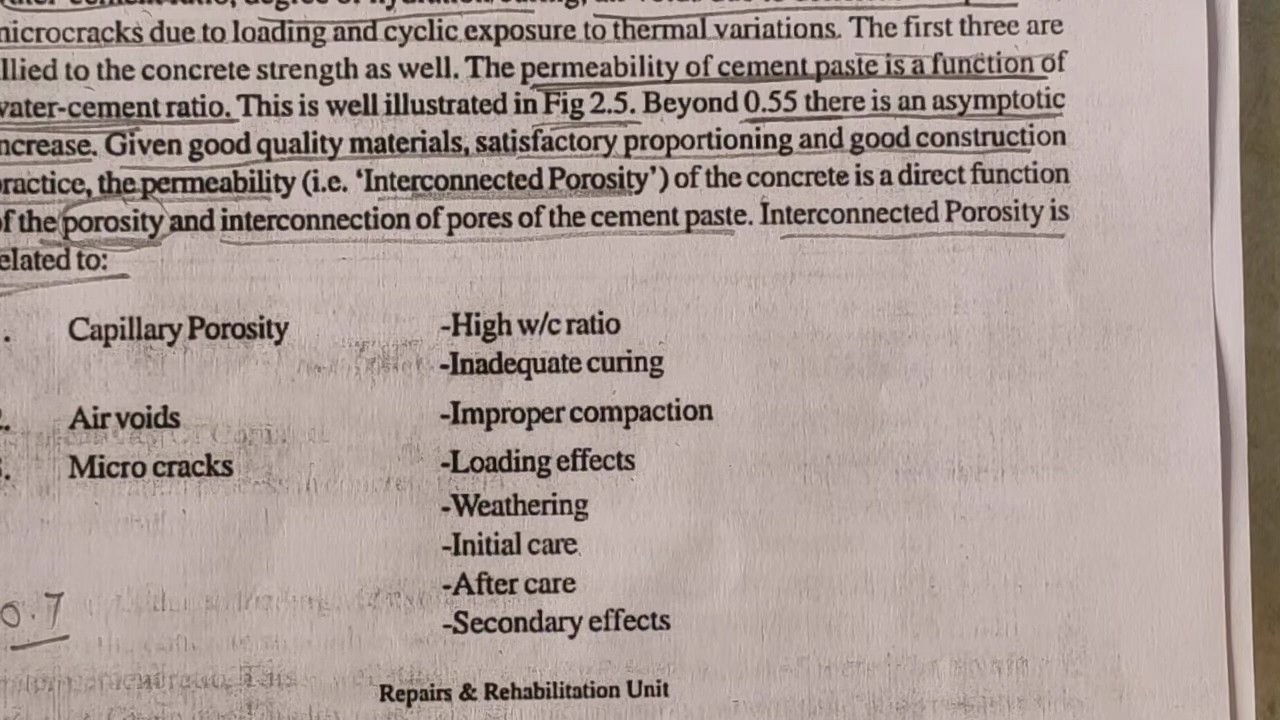 microcracks due to loading and cyclic exposure to thermal variations. The first three are
llied to the concrete strength as well. The permeability of cement paste is a function of
water-cement ratio. This is well illustrated in Fig 2.5. Beyond 0.55 there is an asymptotic
ncrease. Given good quality materials, satisfactory proportioning and good construction
ractice, the permeability (i.e. ‘Interconnected Porosity’) of the concrete is a direct function
f the porosity and interconnection of pores of the cement paste. Interconnected Porosity is
elated to:
. Capillary Porosity -High w/c ratio
-Inadequate curing
2. Air voids -Improper compaction
3. Micro cracks -Loading effects
-Weathering
-Initial care
-After care
0.7
-Secondary effects
Repairs & Rehabilitation Unit